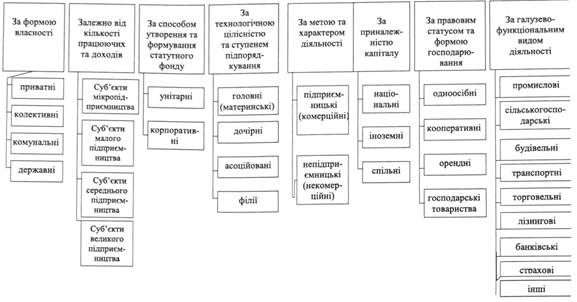 За формою
власності
приватні
колективні
комунальні
державні
Залежно від
кількості
працюючих
та доходів
Суб'єкти
мікропід-
приємництва
Суб'єкти
малого
підприєм-
ництва
Суб'єкти
середнього
підприєм-
ництва
Суб'єкти
великого
підприєм-
ництва
За способом
утворення та
формування
статутного
фонду
унітарні
корпоратив-
ні
За
технологічною
цілісністю та
ступенем
підпоряд-
кування
головні
(материнські)
дочірні
асоційовані
філії
За метою та
характером
діяльності
підприєм-
ницькі
(комерційні)
непідпри-
ємницькі
(некомер-
ційні)
За
приналеж-
ністю
капіталу
націо-
нальні
іноземні
спільні
За правовим
статусом та
формою
господарю-
вання
одноосібні
кооперативні
орендні
господарські
товариства
За галузево-
функціональним
видом
діяльності
промислові
сільськогоспо-
дарські
будівельні
транспортні
торговельні
лізингові
банківські
страхові
інші